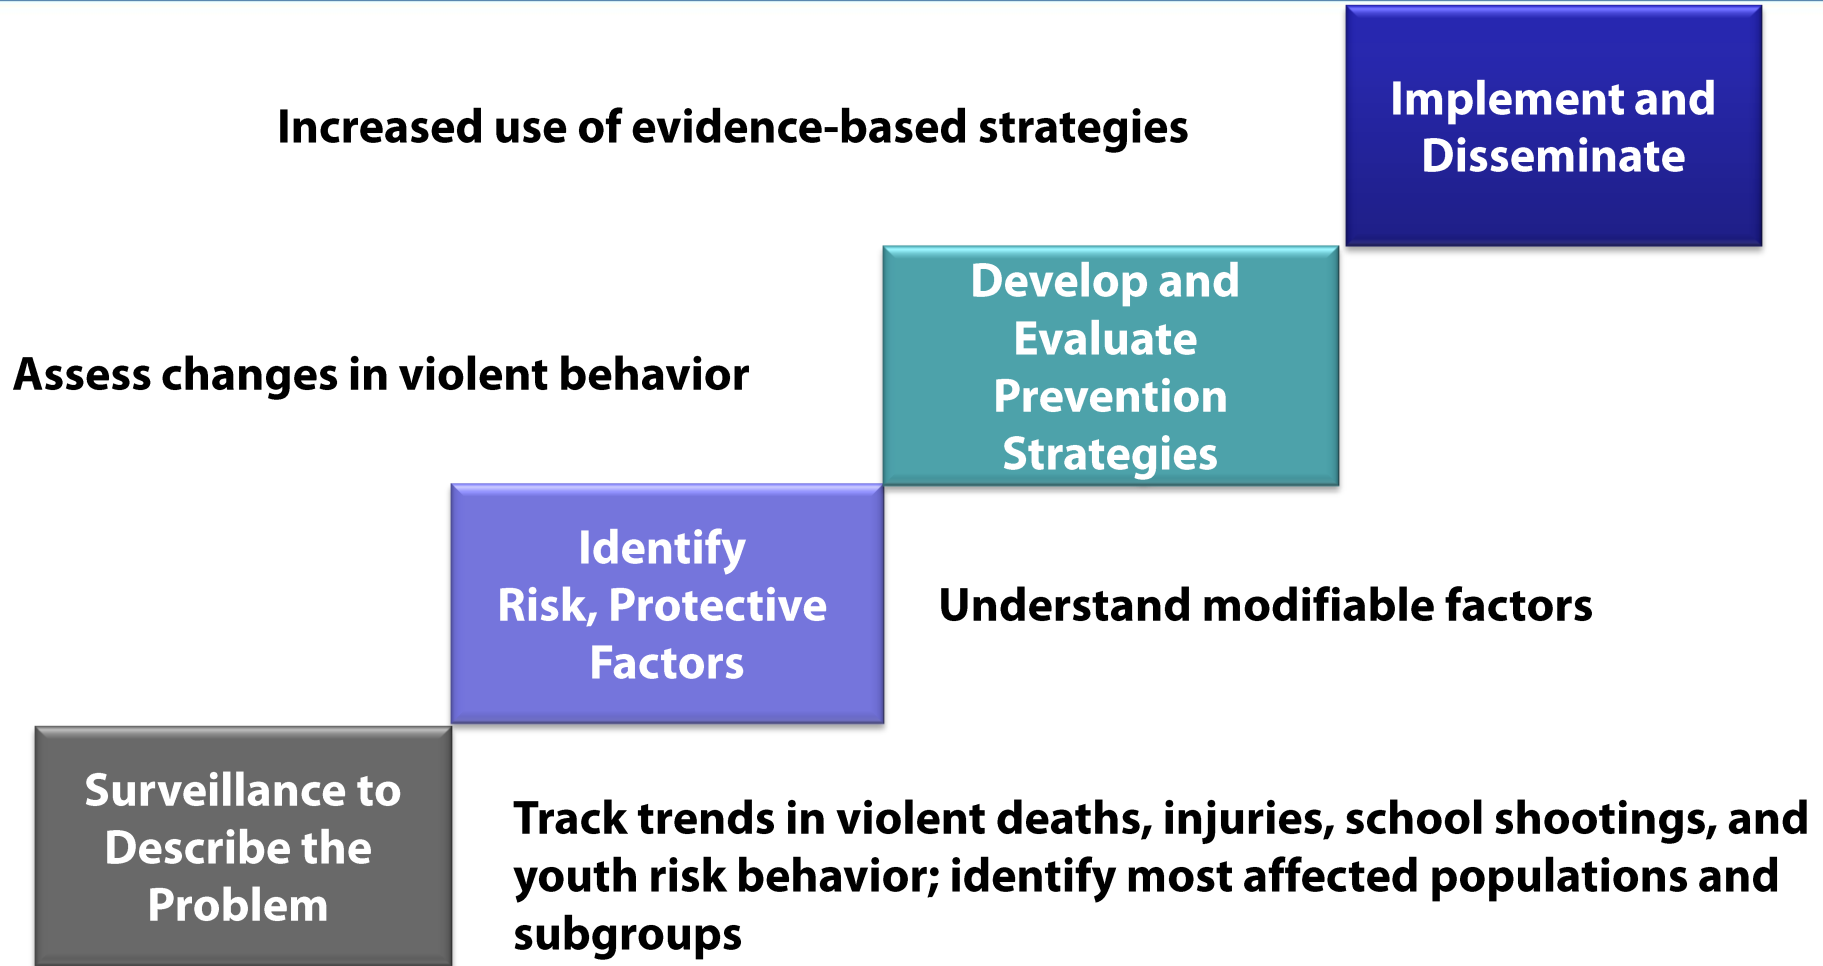 Increased use of evidence-based strategies
Implement and
Disseminate
Assess changes in violent behavior
Develop and
Evaluate
Prevention
Strategies
Identify
Risk, Protective
Factors
Understand modifiable factors
Surveillance to
Describe the
Problem
Track trends in violent deaths, injuries, school shootings, and
youth risk behavior; identify most affected populations and
subgroups